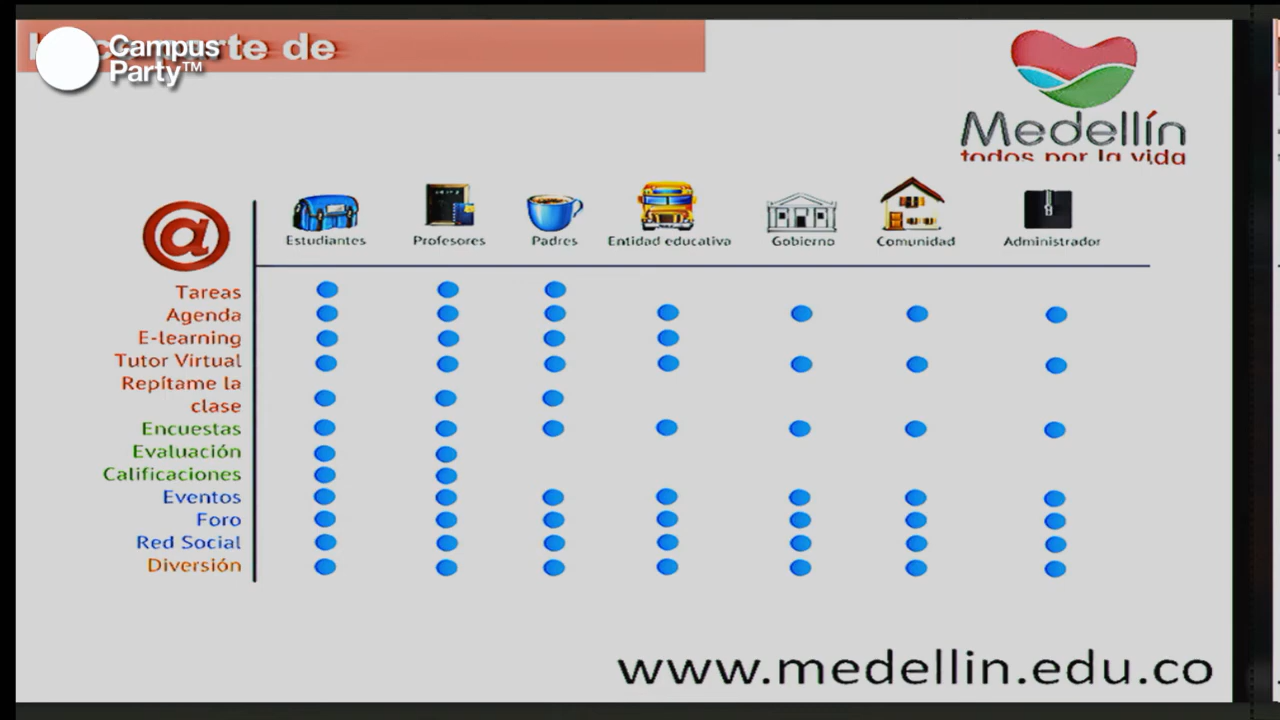 parte de
Campus
Party™
Medellín
todos por la vida
Estudiantes
Profesores
Padres
Entidad educativa
Gobierno
Comunidad
Administrador
@
Tareas
Agenda
E-learning
Tutor Virtual
Repítame la
clase
Encuestas
Evaluación
Calificaciones
Eventos
Foro
Red Social
Diversión
www.medellin.edu.co